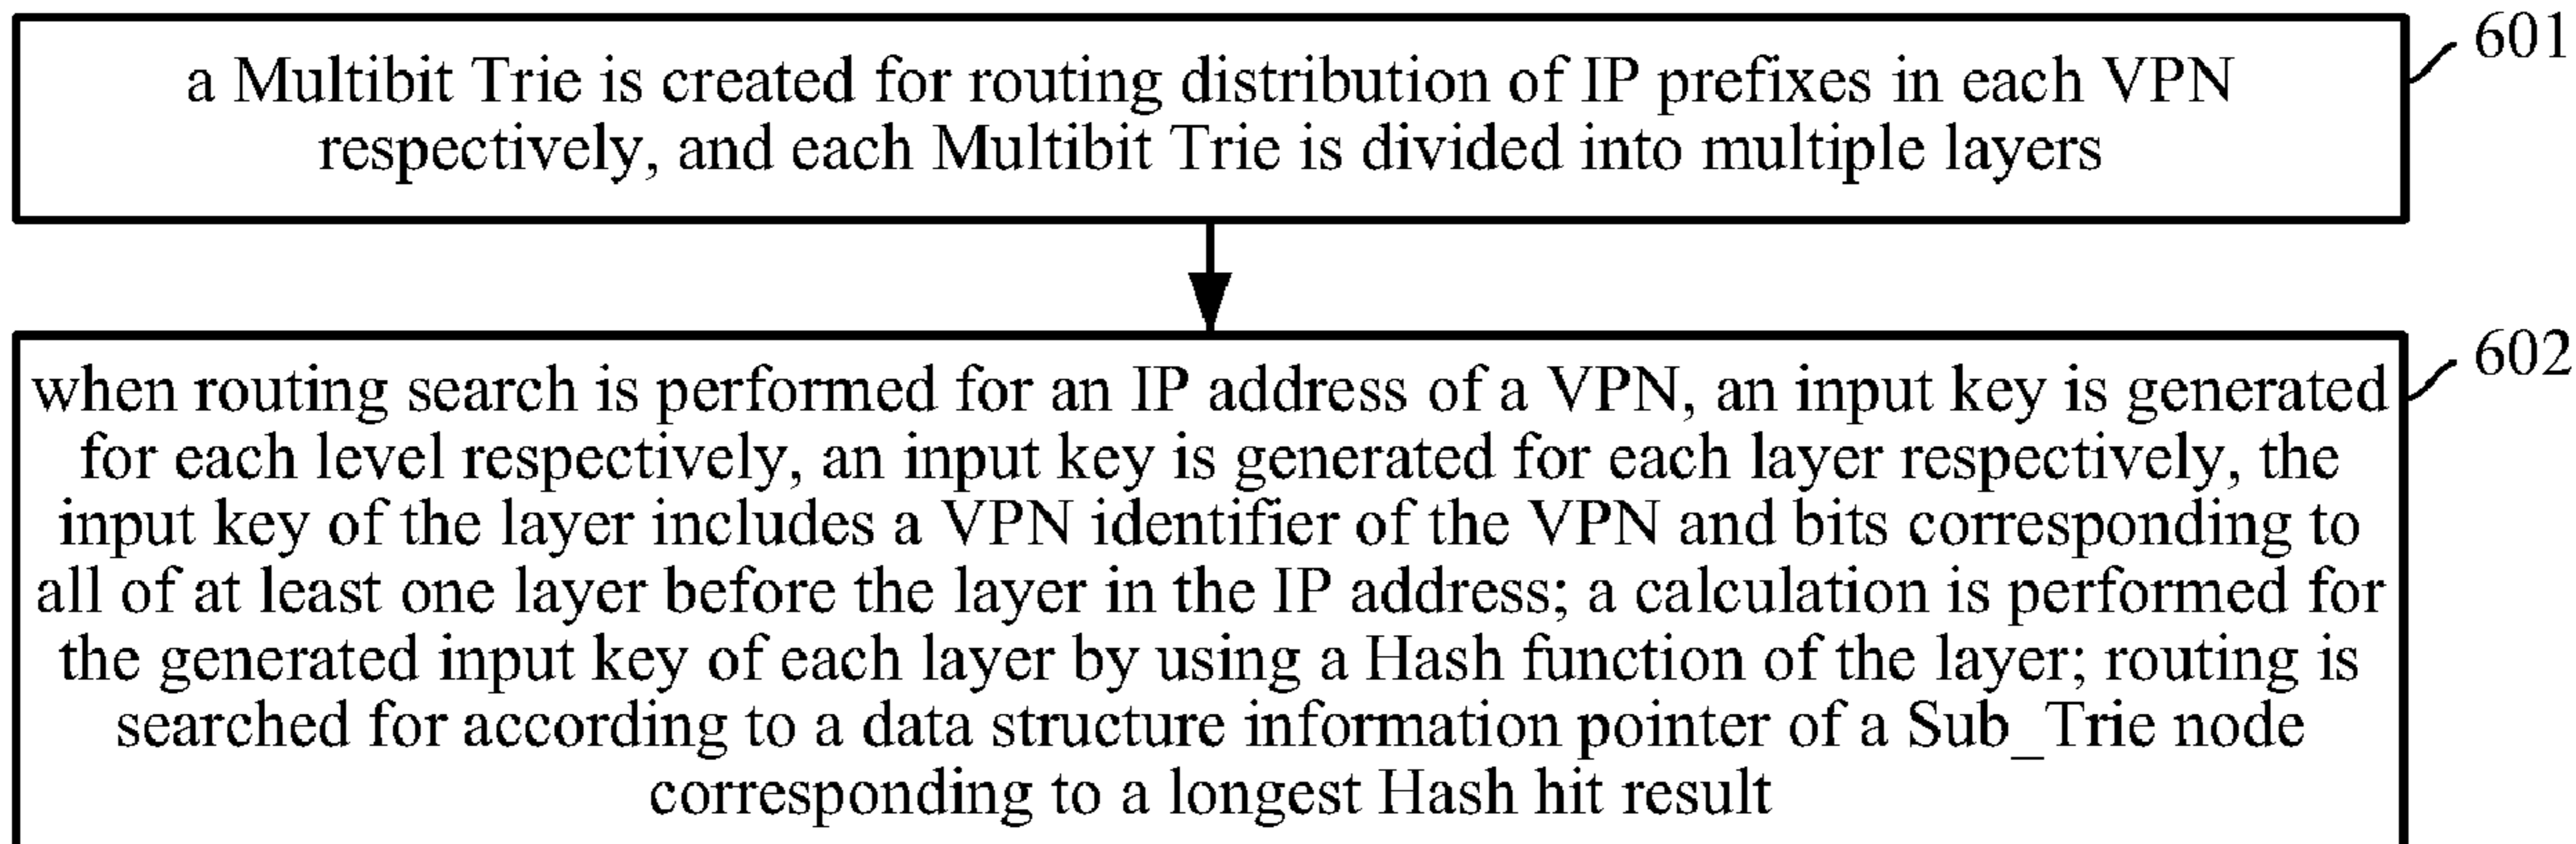 a Multibit Trie is created for routing distribution of IP prefixes in each VPN
respectively, and each Multibit Trie is divided into multiple layers
601
when routing search is performed for an IP address of a VPN, an input key is generated
for each level respectively, an input key is generated for each layer respectively, the
input key of the layer includes a VPN identifier of the VPN and bits corresponding to
all of at least one layer before the layer in the IP address; a calculation is performed for
the generated input key of each layer by using a Hash function of the layer; routing is
searched for according to a data structure information pointer of a Sub_Trie node
corresponding to a longest Hash hit result
602